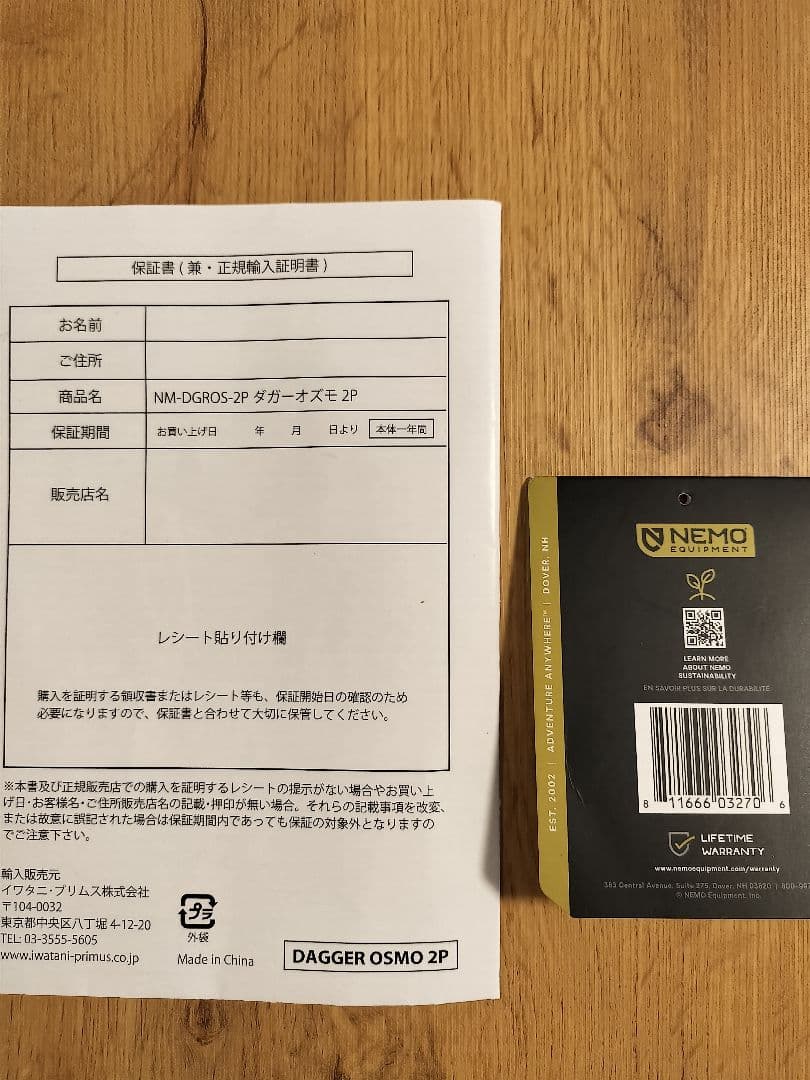 保証書 ( 兼・正規輸入証明書 )
お名前
ご住所
商品名 NM-DGROS-2P ダガーオズモ 2P
保証期間 お買い上げ日 年 月 日より 本体一年間
販売店名
レシート貼り付け欄
購入を証明する領収書またはレシート等も、保証開始日の確認のため
必要になりますので、保証書と合わせて大切に保管してください。
※本書及び正規販売店での購入を証明するレシートの提示がない場合やお買い上
げ日･お客様名･ご住所販売店名の記載･押印が無い場合。それらの記載事項を改変、
または故意に誤記された場合は保証期間内であっても保証の対象外となりますの
でご注意下さい。
輸入販売元
イワタニ・プリムス株式会社
〒104-0032
東京都中央区八丁堀 4-12-20
TEL: 03-3555-5605
www.iwatani-primus.co.jp
プラ
外袋
Made in China
DAGGER OSMO 2P
EST. 2002 | ADVENTURE ANYWHERE™ | DOVER, NH
NEMO
EQUIPMENT
LEARN MORE
ABOUT NEMO
SUSTAINABILITY
EN SAVOIR PLUS SUR LA DURABILITÉ
8 11666 03270 6
LIFETIME
WARRANTY
www.nemoequipment.com/warranty
383 Central Avenue, Suite 275, Dover, NH 03820 | 800-997
© NEMO Equipment, Inc.